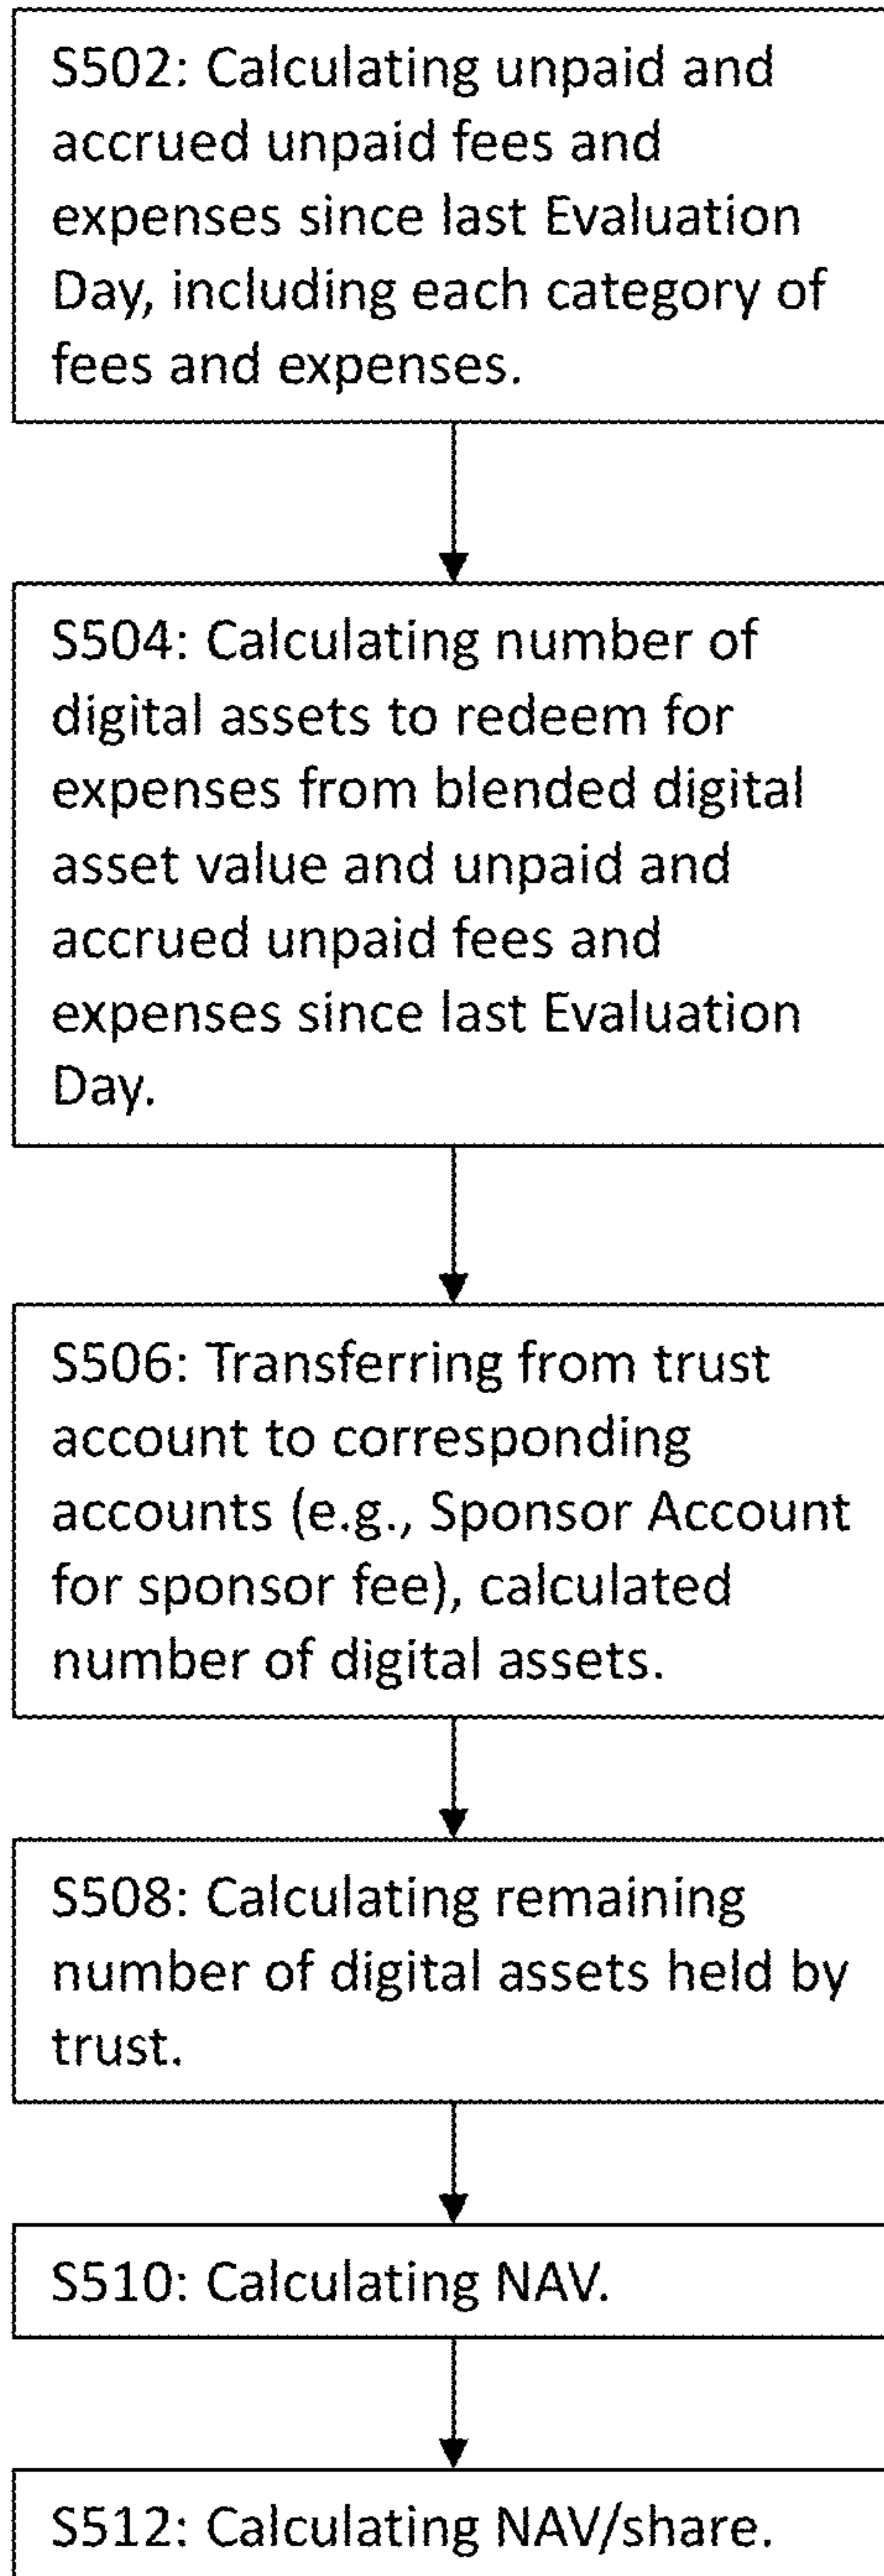 S502: Calculating unpaid and
accrued unpaid fees and
expenses since last Evaluation
Day, including each category of
fees and expenses.
S504: Calculating number of
digital assets to redeem for
expenses from blended digital
asset value and unpaid and
accrued unpaid fees and
expenses since last Evaluation
Day.
S506: Transferring from trust
account to corresponding
accounts (e.g., Sponsor Account
for sponsor fee), calculated
number of digital assets.
S508: Calculating remaining
number of digital assets held by
trust.
S510: Calculating NAV.
S512: Calculating NAV/share.